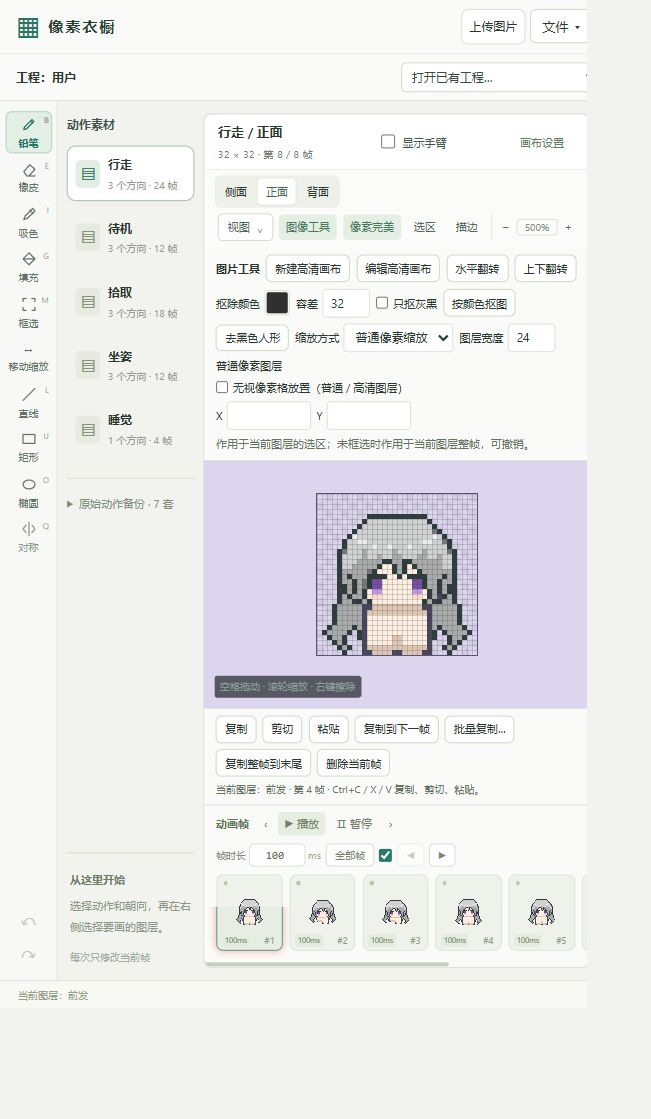 像素衣橱
上传图片
文件
工程：用户
打开已有工程...
铅笔 B
橡皮 E
吸色 I
填充 G
框选 M
移动缩放
直线 L
矩形 U
椭圆 O
对称 Q
动作素材
行走
3 个方向 · 24 帧
待机
3 个方向 · 12 帧
拾取
3 个方向 · 18 帧
坐姿
3 个方向 · 12 帧
睡觉
1 个方向 · 4 帧
原始动作备份 · 7 套
从这里开始
选择动作和朝向，再在右
侧选择要画的图层。
每次只修改当前帧
行走 / 正面
32 × 32 · 第 8 / 8 帧
显示手臂
画布设置
侧面 正面 背面
视图 图像工具 像素完美 选区 描边 − 500% +
图片工具 新建高清画布 编辑高清画布 水平翻转 上下翻转
抠除颜色 容差 32 只抠灰黑 按颜色抠图
去黑色人形 缩放方式 普通像素缩放 图层宽度 24
普通像素图层
无视像素格放置（普通 / 高清图层）
X Y
作用于当前图层的选区；未框选时作用于当前图层整帧，可撤销。
空格拖动 · 滚轮缩放 · 右键擦除
复制 剪切 粘贴 复制到下一帧 批量复制...
复制整帧到末尾 删除当前帧
当前图层：前发 · 第 4 帧 · Ctrl+C / X / V 复制、剪切、粘贴。
动画帧 ‹ ▶ 播放 暂停 ›
帧时长 100 ms 全部帧
100ms #1
100ms #2
100ms #3
100ms #4
100ms #5
当前图层：前发